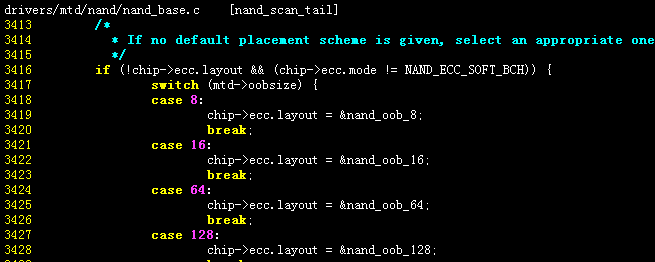 drivers/mtd/nand/nand_base.c    [nand_scan_tail]
3413         /*
3414          * If no default placement scheme is given, select an appropriate one
3415          */
3416         if (!chip->ecc.layout && (chip->ecc.mode != NAND_ECC_SOFT_BCH)) {
3417                 switch (mtd->oobsize) {
3418                 case 8:
3419                         chip->ecc.layout = &nand_oob_8;
3420                         break;
3421                 case 16:
3422                         chip->ecc.layout = &nand_oob_16;
3423                         break;
3424                 case 64:
3425                         chip->ecc.layout = &nand_oob_64;
3426                         break;
3427                 case 128:
3428                         chip->ecc.layout = &nand_oob_128;